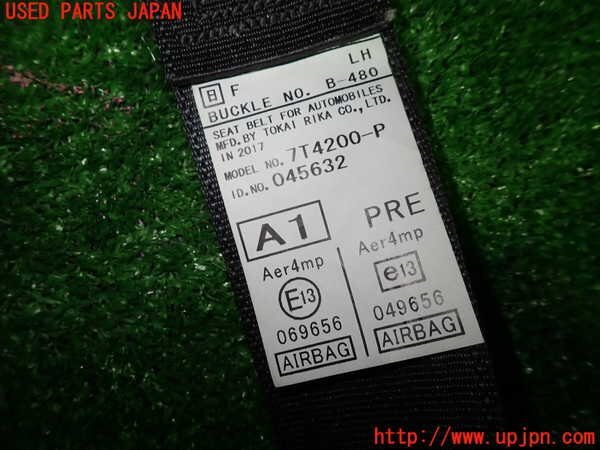 USED PARTS JAPAN
日 F LH
BUCKLE NO. B-480
SEAT BELT FOR AUTOMOBILES
MFD.BY TOKAI RIKA CO.,LTD.
IN 2017
MODEL NO.7T4200-P
ID.NO.045632
A1 PRE
Aer4mp Aer4mp
E13 e13
069656 049656
AIRBAG AIRBAG
http://www.upjpn.com/